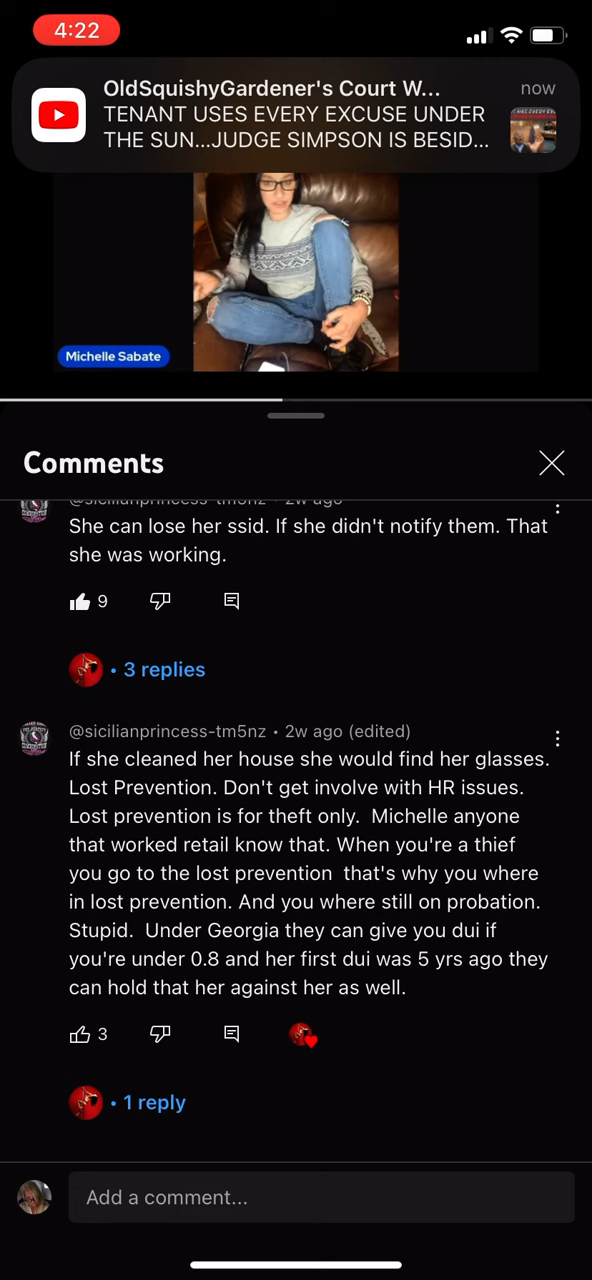 4:22
OldSquishyGardener's Court W...
now
TENANT USES EVERY EXCUSE UNDER
THE SUN...JUDGE SIMPSON IS BESID...
Michelle Sabate
Comments
2w ago
She can lose her ssid. If she didn't notify them. That
she was working.
9
• 3 replies
@sicilianprincess-tm5nz • 2w ago (edited)
If she cleaned her house she would find her glasses.
Lost Prevention. Don't get involve with HR issues.
Lost prevention is for theft only.  Michelle anyone
that worked retail know that. When you're a thief
you go to the lost prevention  that's why you where
in lost prevention. And you where still on probation.
Stupid.  Under Georgia they can give you dui if
you're under 0.8 and her first dui was 5 yrs ago they
can hold that her against her as well.
3
• 1 reply
Add a comment...